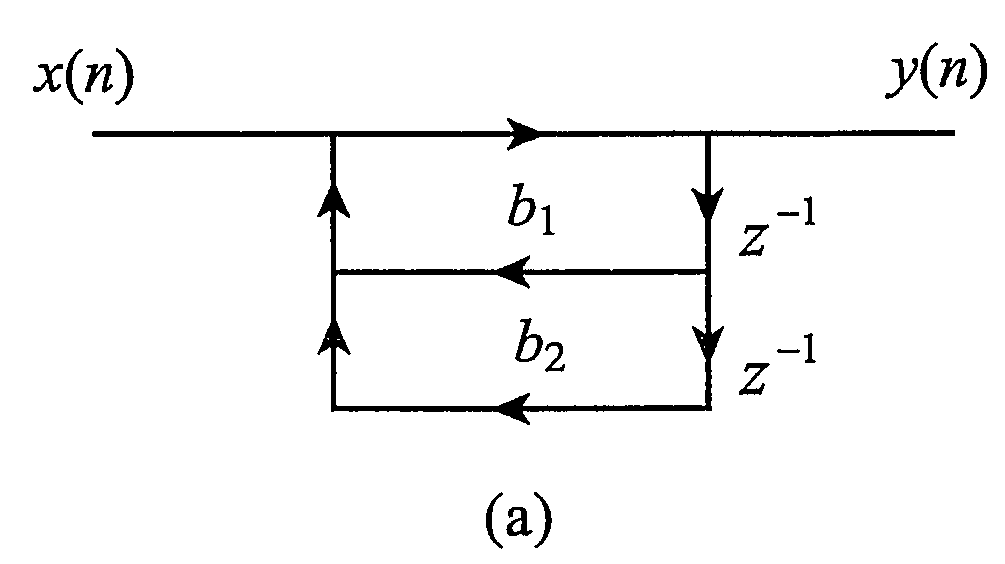 x(n) y(n)
b₁
z⁻¹
b₂
z⁻¹
(a)